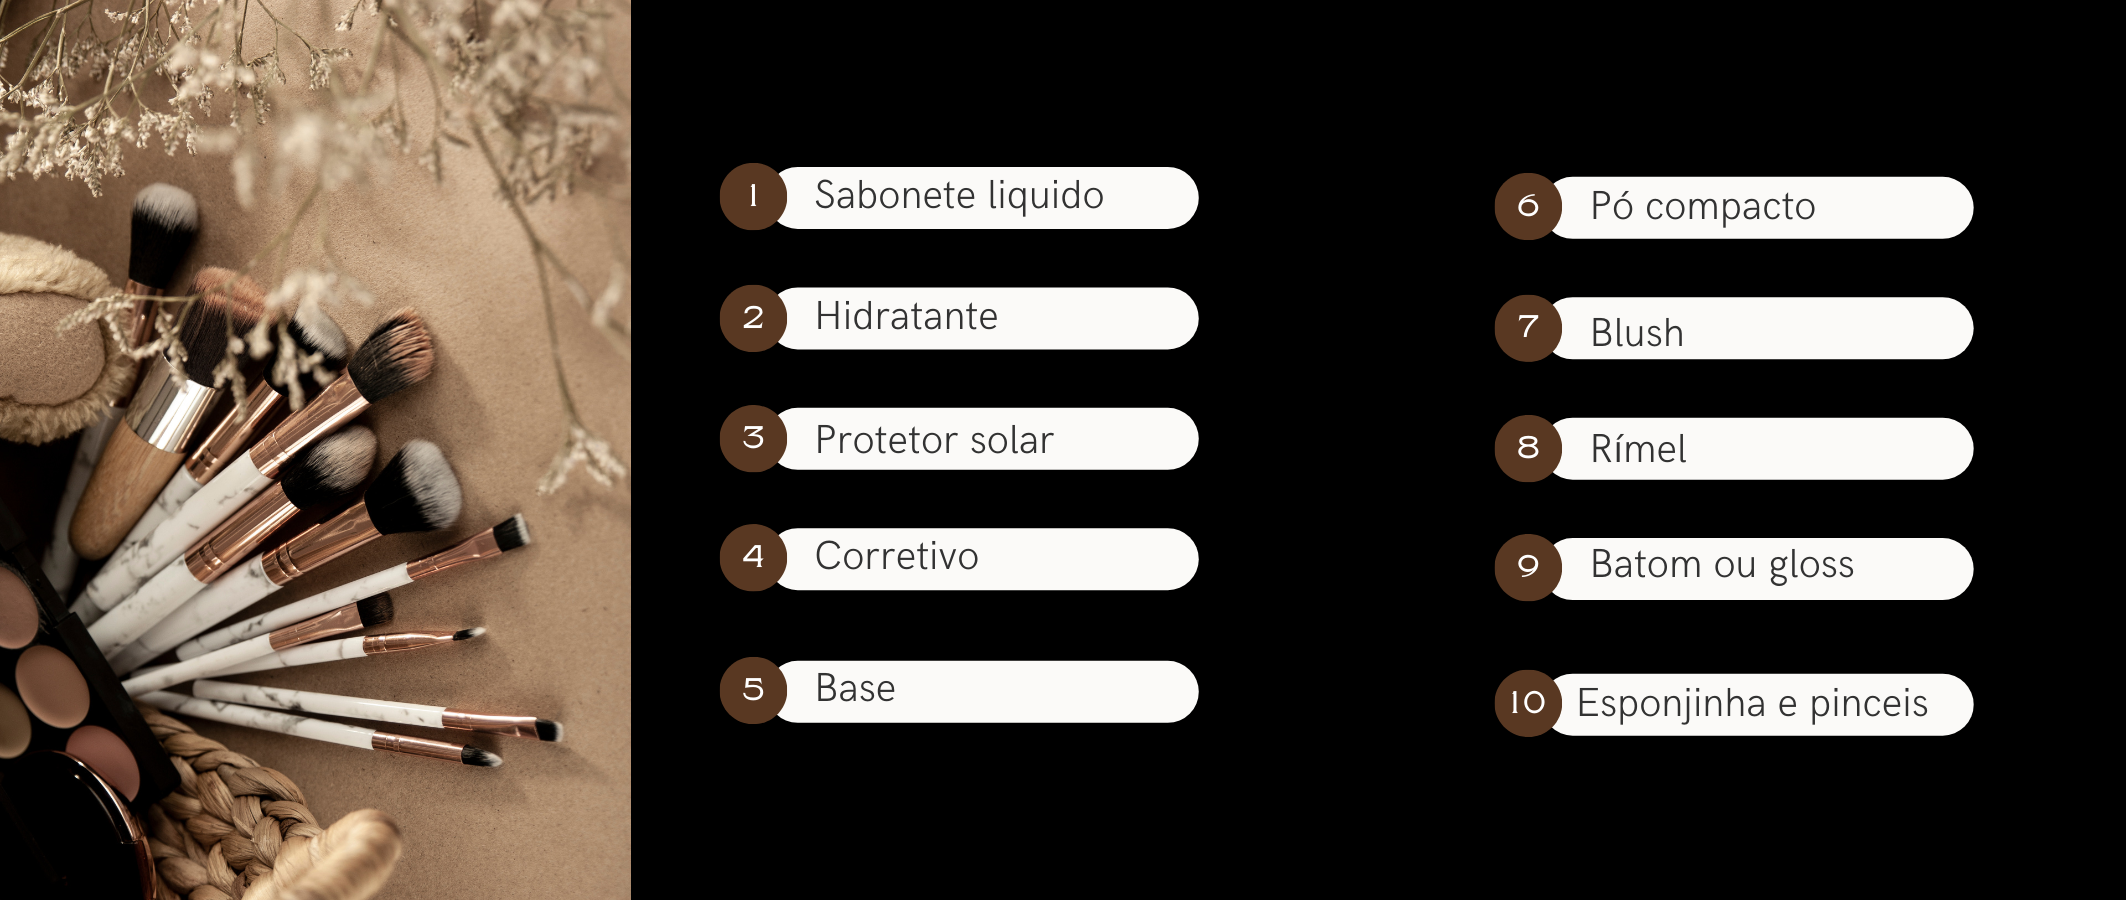 1 Sabonete liquido
2 Hidratante
3 Protetor solar
4 Corretivo
5 Base
6 Pó compacto
7 Blush
8 Rímel
9 Batom ou gloss
10 Esponjinha e pinceis